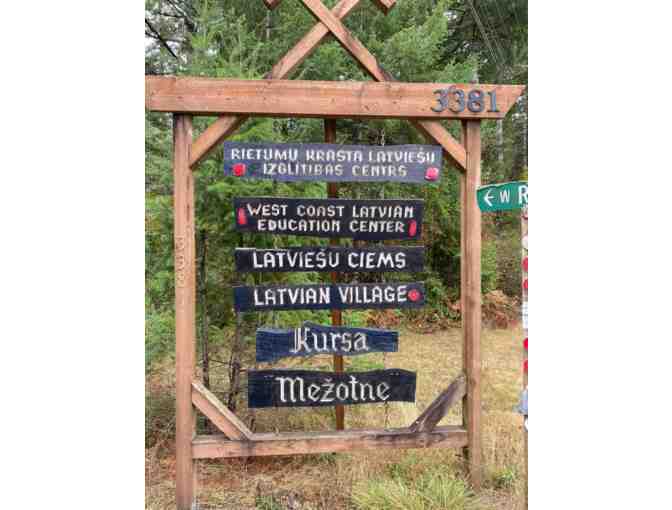 3381
RIETUMU KRASTA LATVIEŠU
IZGLĪTĪBAS CENTRS
WEST COAST LATVIAN
EDUCATION CENTER
LATVIEŠU CIEMS
LATVIAN VILLAGE
Kursa
Mežotne
← W R